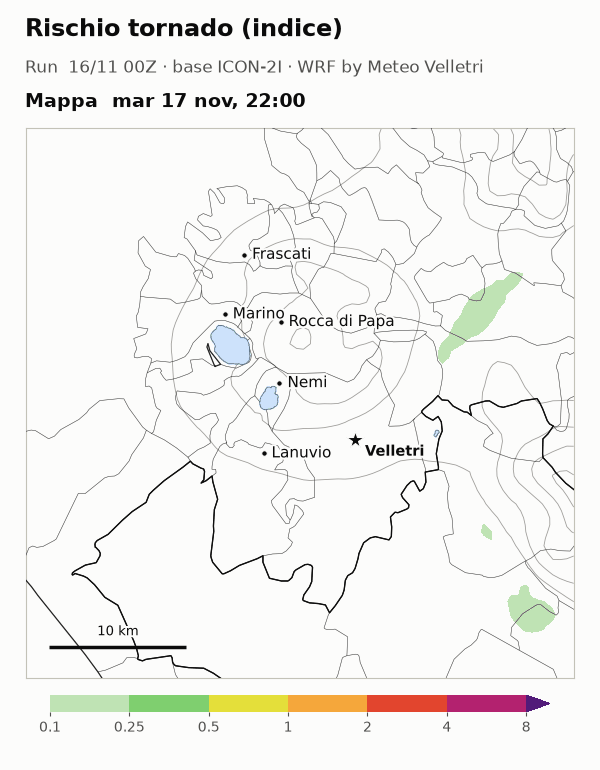 Rischio tornado (indice)
Run  16/11 00Z · base ICON-2I · WRF by Meteo Velletri
Mappa  mar 17 nov, 22:00
Frascati
Marino
Rocca di Papa
Nemi
Velletri
Lanuvio
10 km
0.1 0.25 0.5 1 2 4 8